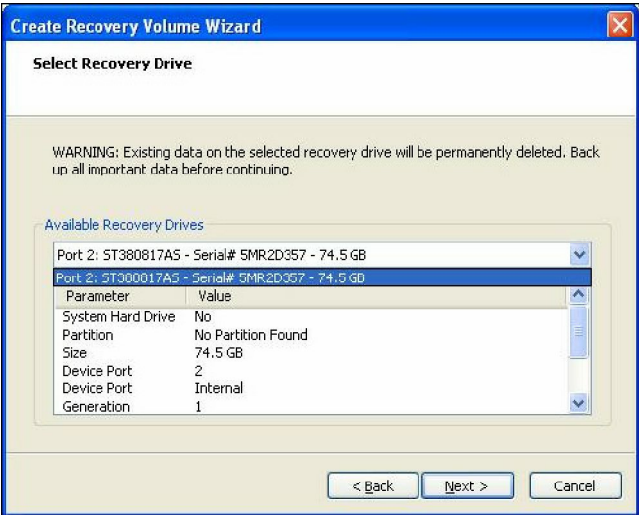 Create Recovery Volume Wizard
Select Recovery Drive
WARNING: Existing data on the selected recovery drive will be permanently deleted. Back
up all important data before continuing.
Available Recovery Drives
Port 2: ST380817AS - Serial# 5MR2D357 - 74.5 GB
Port 2: ST380817AS - Serial# 5MR2D357 - 74.5 GB
Parameter Value
System Hard Drive No
Partition No Partition Found
Size 74.5 GB
Device Port 2
Device Port Internal
Generation 1
< Back Next > Cancel